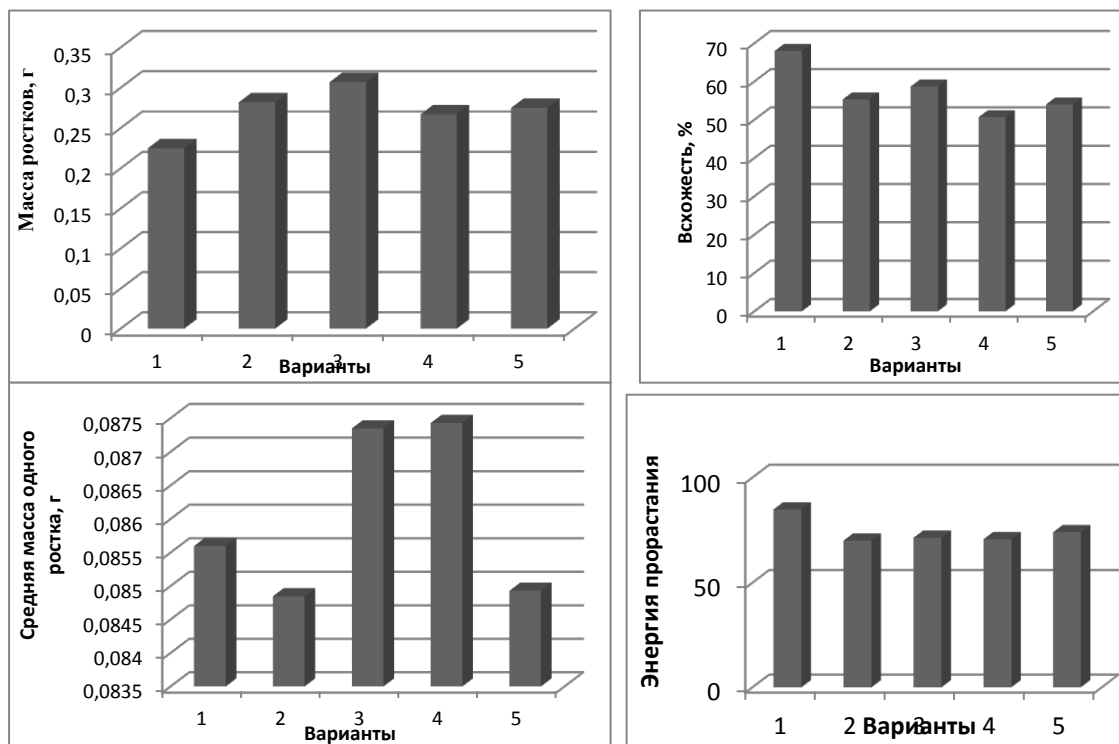 Масса ростков, г
0,35
0,3
0,25
0,2
0,15
0,1
0,05
0
1 2 3 4 5
Варианты
Всхожесть, %
70
60
50
40
30
20
10
0
1 2 3 4 5
Варианты
Средняя масса одного
ростка, г
0,0875
0,087
0,0865
0,086
0,0855
0,085
0,0845
0,084
0,0835
1 2 3 4 5
Варианты
Энергия прорастания
100
50
0
1 2 3 4 5
Варианты